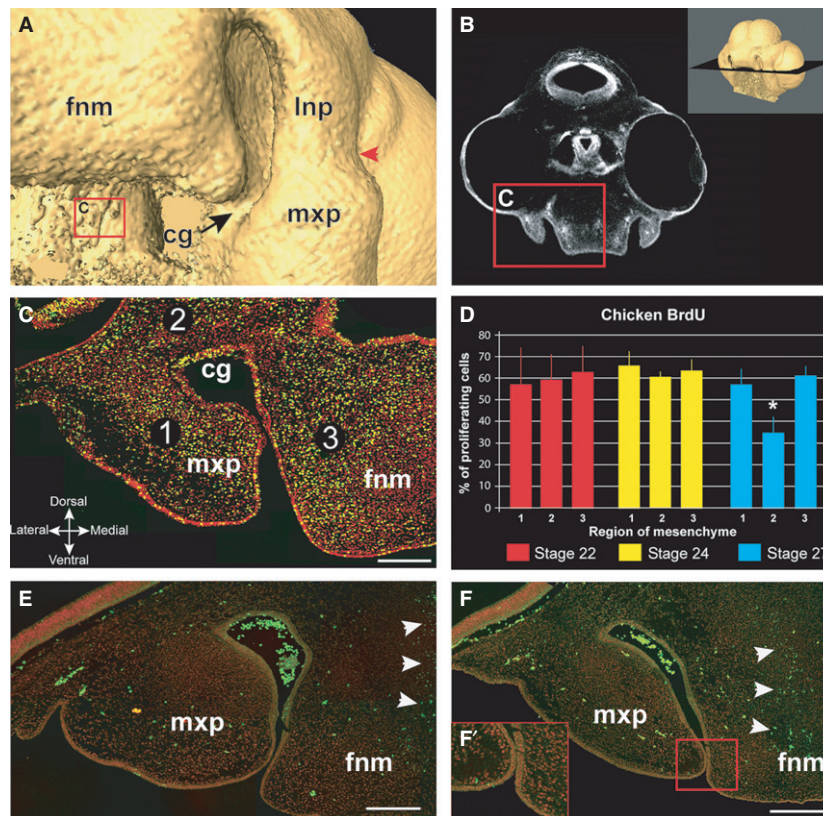 A
fnm
lnp
mxp
C
cg
B
C
C
2
cg
1
3
mxp
fnm
Dorsal
Lateral
Medial
Ventral
D
Chicken BrdU
% of proliferating cells
80
70
60
50
40
30
20
10
0
*
1 2 3 1 2 3 1 2 3
Region of mesenchyme
Stage 22 Stage 24 Stage 27
E
mxp
fnm
F
mxp
fnm
F′